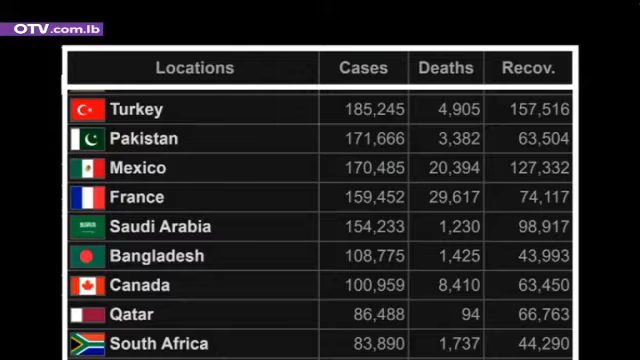 OTV.com.lb
Locations Cases Deaths Recov.
Turkey 185,245 4,905 157,516
Pakistan 171,666 3,382 63,504
Mexico 170,485 20,394 127,332
France 159,452 29,617 74,117
Saudi Arabia 154,233 1,230 98,917
Bangladesh 108,775 1,425 43,993
Canada 100,959 8,410 63,450
Qatar 86,488 94 66,763
South Africa 83,890 1,737 44,290